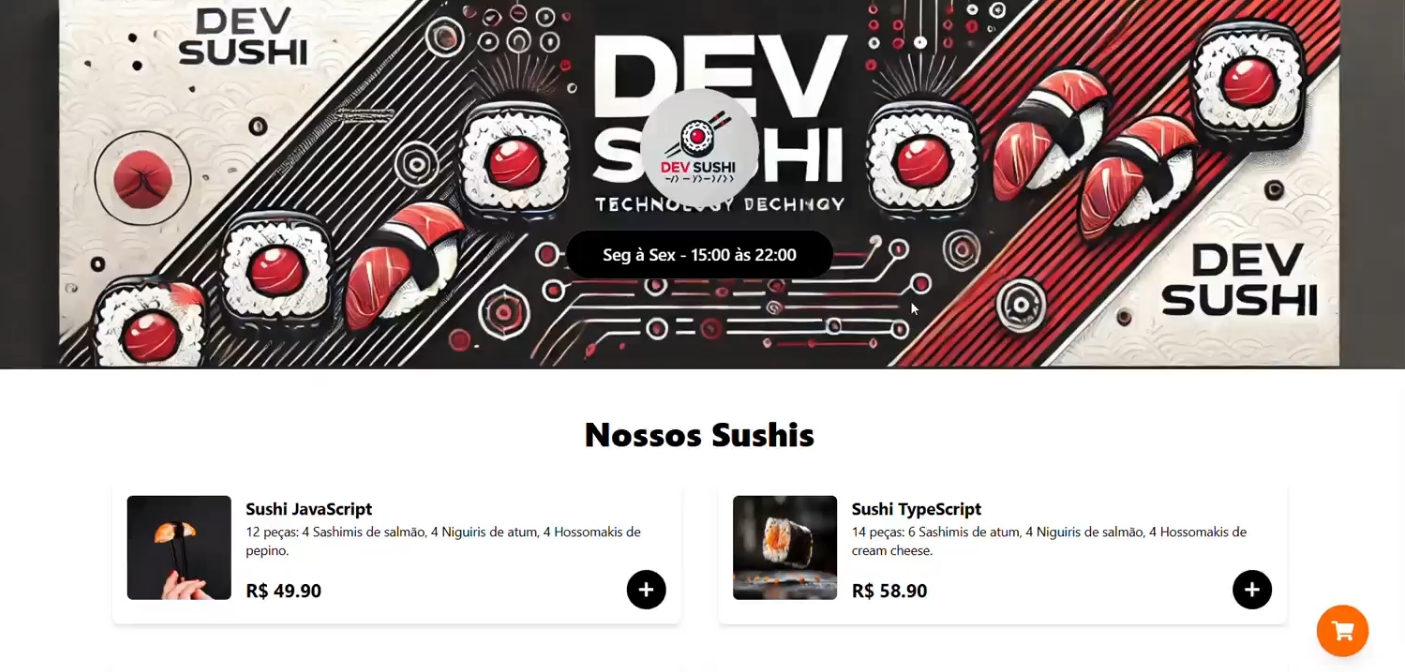 DEV
SUSHI
DEV
TECHNOLOGY DECHINQY
DEV SUSHI
Seg à Sex - 15:00 às 22:00
DEV
SUSHI
Nossos Sushis
Sushi JavaScript
12 peças: 4 Sashimis de salmão, 4 Niguiris de atum, 4 Hossomakis de
pepino.
R$ 49.90
Sushi TypeScript
14 peças: 6 Sashimis de atum, 4 Niguiris de salmão, 4 Hossomakis de
cream cheese.
R$ 58.90